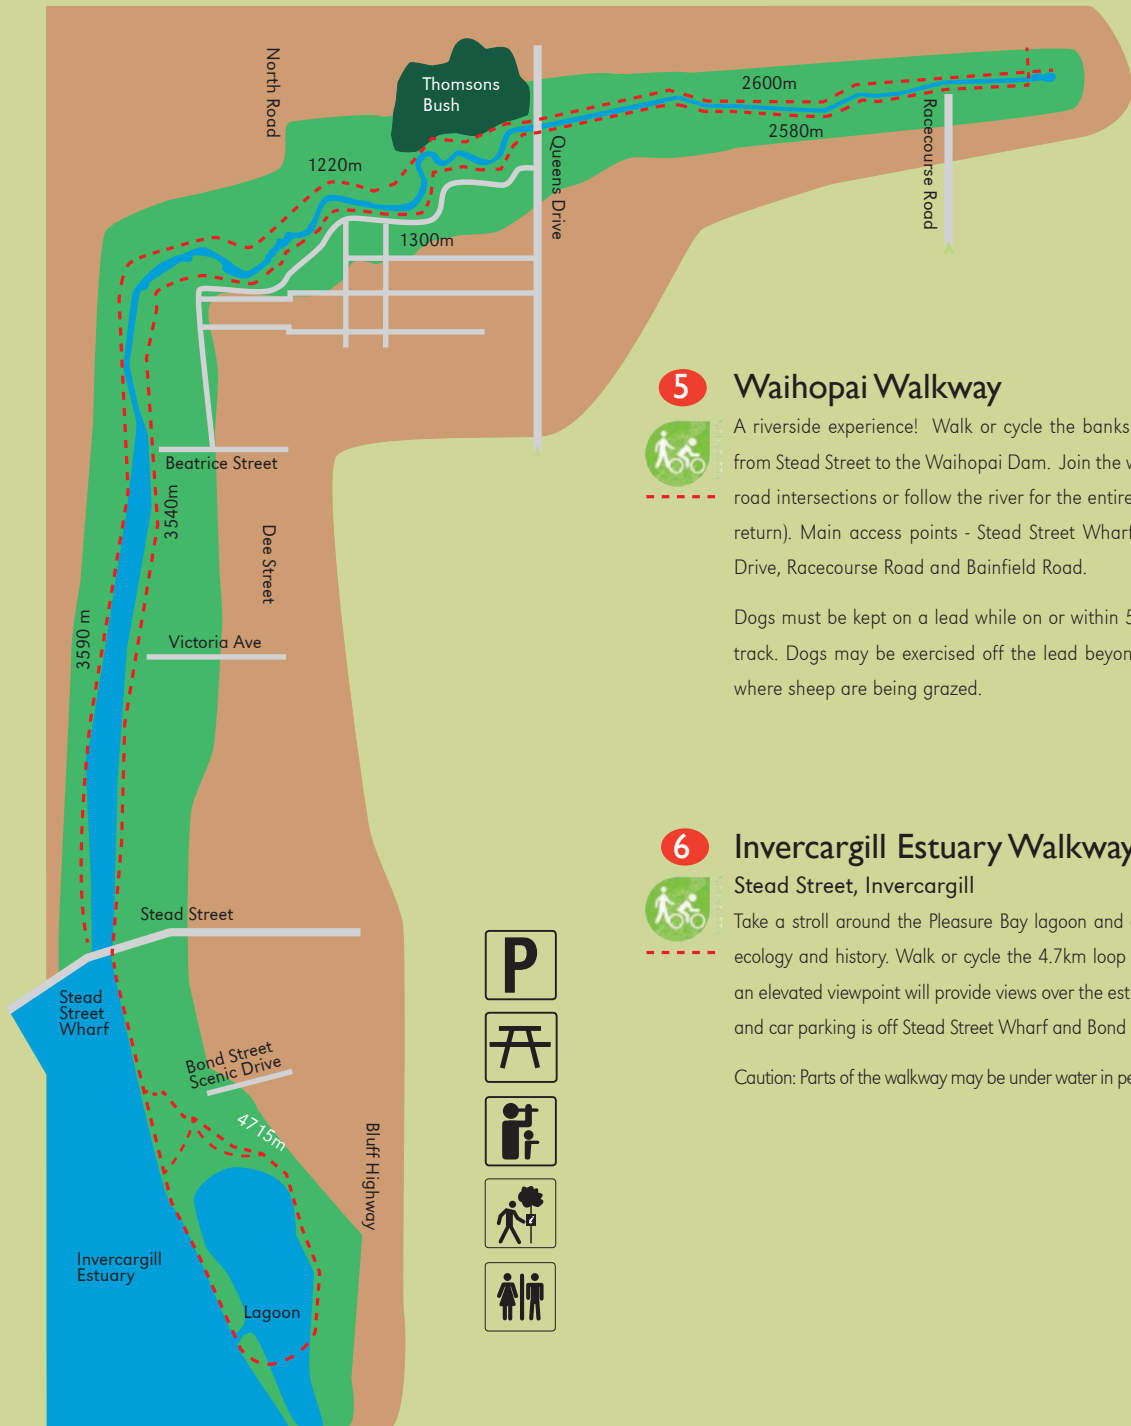 North Road
Thomsons
Bush
2600m
2580m
Queens Drive
Racecourse Road
1220m
1300m
Beatrice Street
3540m
Dee Street
3590 m
Victoria Ave
Stead Street
Stead
Street
Wharf
Bond Street
Scenic Drive
4715m
Bluff Highway
Invercargill
Estuary
Lagoon
P
5
Waihopai Walkway
A riverside experience! Walk or cycle the banks
from Stead Street to the Waihopai Dam. Join the
road intersections or follow the river for the entire
return). Main access points - Stead Street Wharf
Drive, Racecourse Road and Bainfield Road.
Dogs must be kept on a lead while on or within 5
track. Dogs may be exercised off the lead beyon
where sheep are being grazed.
6
Invercargill Estuary Walkway
Stead Street, Invercargill
Take a stroll around the Pleasure Bay lagoon and
ecology and history. Walk or cycle the 4.7km loop
an elevated viewpoint will provide views over the est
and car parking is off Stead Street Wharf and Bond
Caution: Parts of the walkway may be under water in pe